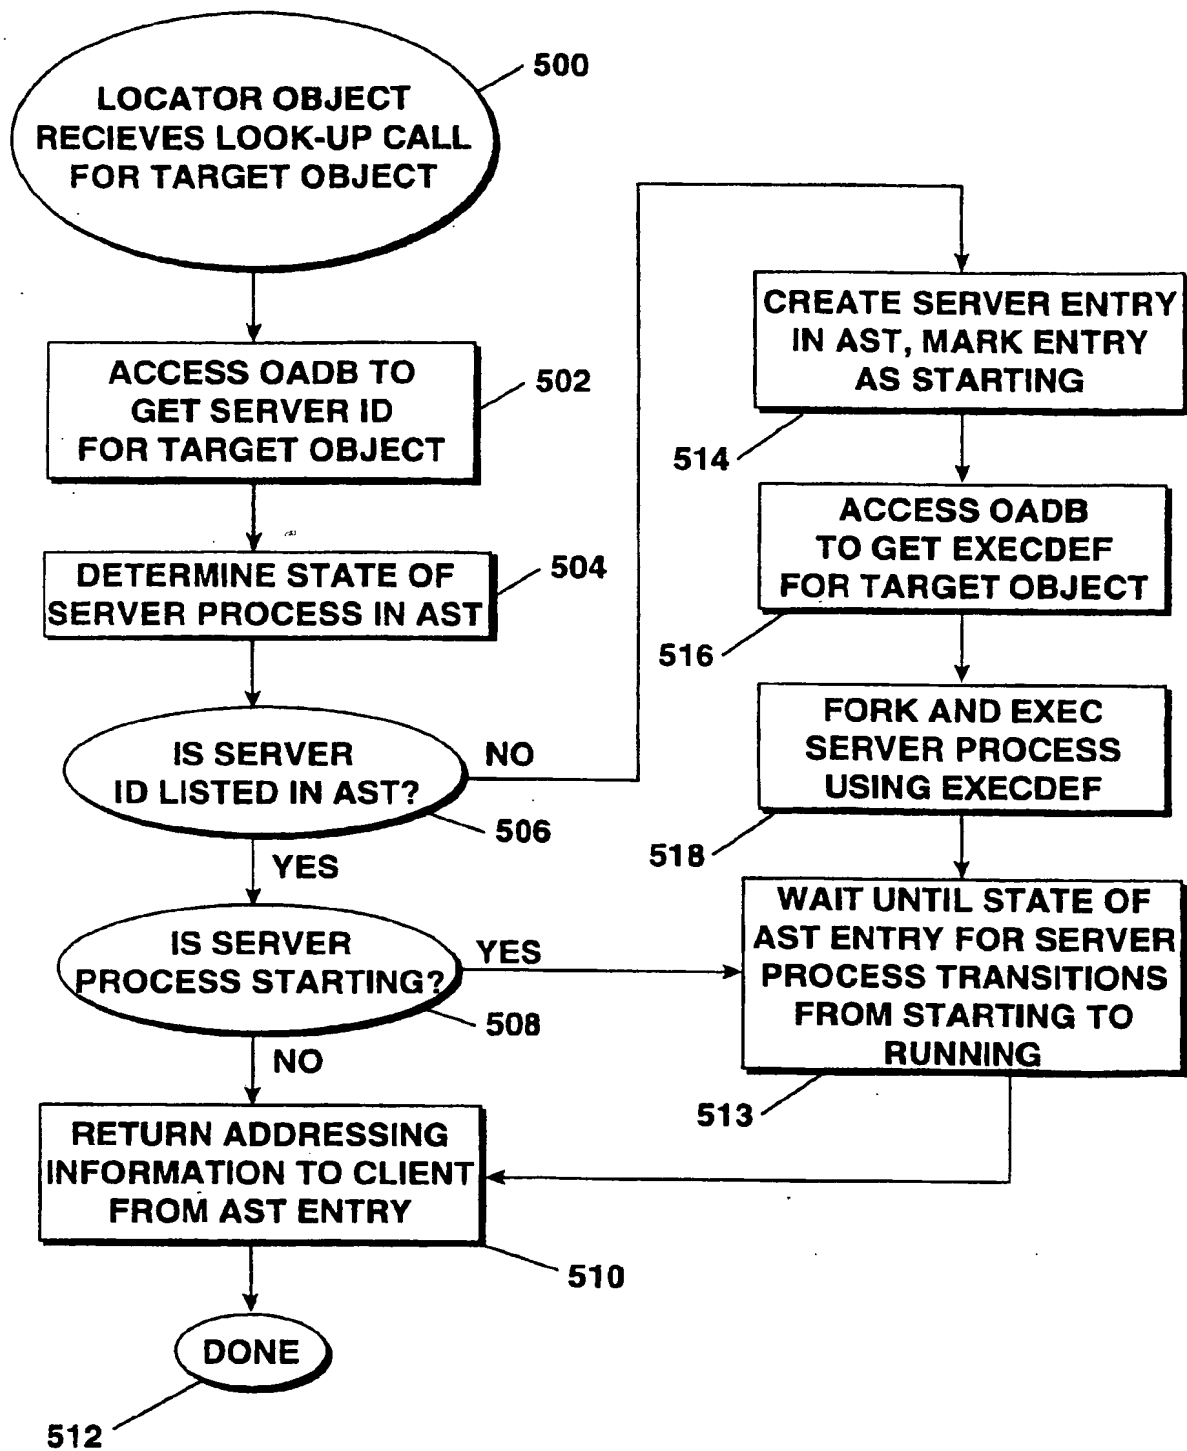 LOCATOR OBJECT
RECIEVES LOOK-UP CALL
FOR TARGET OBJECT
500
ACCESS OADB TO
GET SERVER ID
FOR TARGET OBJECT
502
DETERMINE STATE OF
SERVER PROCESS IN AST
504
IS SERVER
ID LISTED IN AST?
506
NO
YES
IS SERVER
PROCESS STARTING?
508
YES
NO
RETURN ADDRESSING
INFORMATION TO CLIENT
FROM AST ENTRY
510
DONE
512
CREATE SERVER ENTRY
IN AST, MARK ENTRY
AS STARTING
514
ACCESS OADB
TO GET EXECDEF
FOR TARGET OBJECT
516
FORK AND EXEC
SERVER PROCESS
USING EXECDEF
518
WAIT UNTIL STATE OF
AST ENTRY FOR SERVER
PROCESS TRANSITIONS
FROM STARTING TO
RUNNING
513